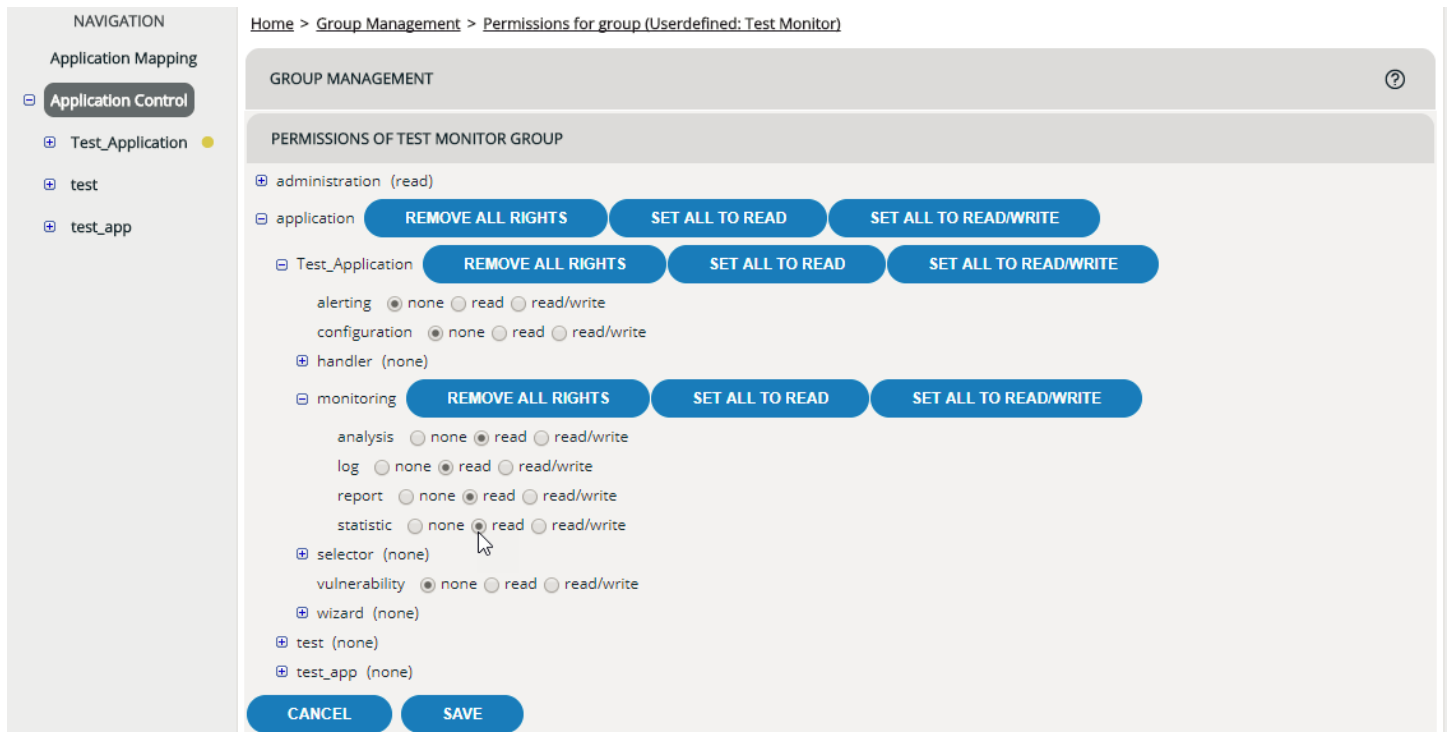 NAVIGATION
Application Mapping
Application Control
Test_Application
test
test_app
Home > Group Management > Permissions for group (Userdefined: Test Monitor)
GROUP MANAGEMENT
?
PERMISSIONS OF TEST MONITOR GROUP
administration (read)
application REMOVE ALL RIGHTS SET ALL TO READ SET ALL TO READ/WRITE
Test_Application REMOVE ALL RIGHTS SET ALL TO READ SET ALL TO READ/WRITE
alerting none read read/write
configuration none read read/write
handler (none)
monitoring REMOVE ALL RIGHTS SET ALL TO READ SET ALL TO READ/WRITE
analysis none read read/write
log none read read/write
report none read read/write
statistic none read read/write
selector (none)
vulnerability none read read/write
wizard (none)
test (none)
test_app (none)
CANCEL SAVE